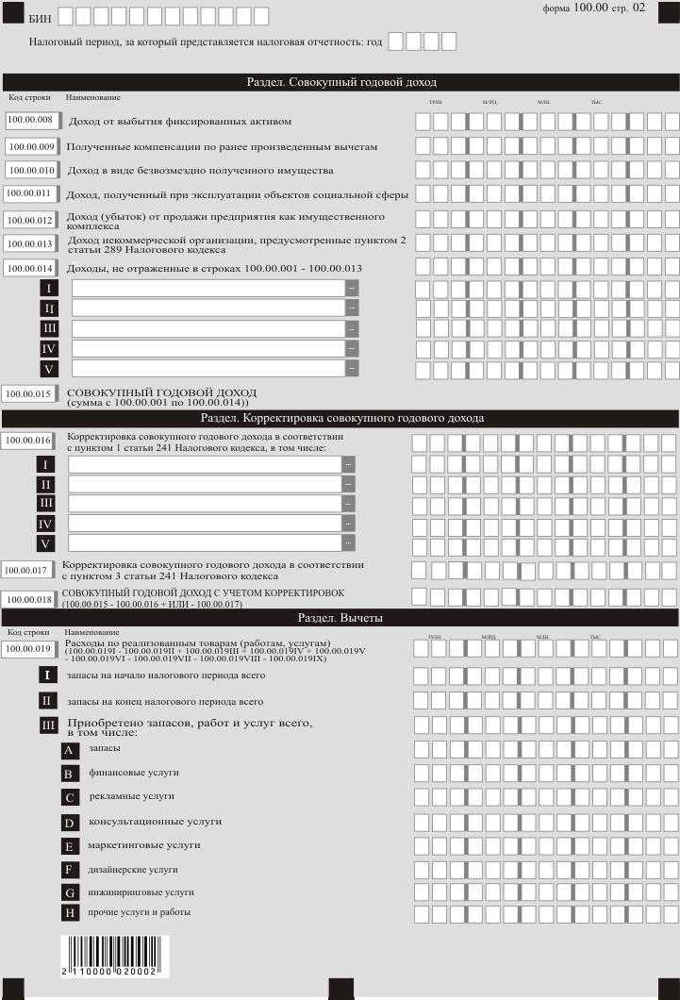 форма 100.00 стр. 02
БИН
Налоговый период, за который представляется налоговая отчетность: год
Раздел. Совокупный годовой доход
Код строки Наименование
ТРЛН. МЛРД. МЛН. ТЫС.
100.00.008 Доход от выбытия фиксированных активом
100.00.009 Полученные компенсации по ранее произведенным вычетам
100.00.010 Доход в виде безвозмездно полученного имущества
100.00.011 Доход, полученный при эксплуатации объектов социальной сферы
100.00.012 Доход (убыток) от продажи предприятия как имущественного
комплекса
100.00.013 Доход некоммерческой организации, предусмотренные пунктом 2
статьи 289 Налогового кодекса
100.00.014 Доходы, не отраженные в строках 100.00.001 - 100.00.013
I ...
II ...
III ...
IV ...
V ...
100.00.015 СОВОКУПНЫЙ ГОДОВОЙ ДОХОД
(сумма с 100.00.001 по 100.00.014))
Раздел. Корректировка совокупного годового дохода
100.00.016 Корректировка совокупного годового дохода в соответствии
с пунктом 1 статьи 241 Налогового кодекса, в том числе:
I ...
II ...
III ...
IV ...
V ...
100.00.017 Корректировка совокупного годового дохода в соответствии
с пунктом 3 статьи 241 Налогового кодекса
100.00.018 СОВОКУПНЫЙ ГОДОВОЙ ДОХОД С УЧЕТОМ КОРРЕКТИРОВОК
(100.00.015 - 100.00.016 + ИЛИ - 100.00.017)
Раздел. Вычеты
Код строки Наименование
ТРЛН. МЛРД. МЛН. ТЫС.
100.00.019 Расходы по реализованным товарам (работам, услугам)
(100.00.019I - 100.00.019II + 100.00.019III + 100.00.019IV + 100.00.019V
- 100.00.019VI - 100.00.019VII - 100.00.019VIII - 100.00.019IX)
I запасы на начало налогового периода всего
II запасы на конец налогового периода всего
III Приобретено запасов, работ и услуг всего,
в том числе:
A запасы
B финансовые услуги
C рекламные услуги
D консультационные услуги
E маркетинговые услуги
F дизайнерские услуги
G инжиниринговые услуги
H прочие услуги и работы
2 110000 020002